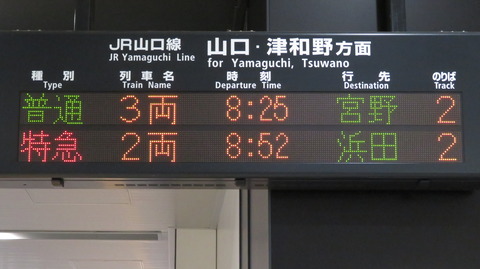 JR山口線 山口・津和野方面
JR Yamaguchi Line for Yamaguchi, Tsuwano
種別 列車名 時刻 行先 のりば
Type Train Name Departure Time Destination Track
普通 3両 8:25 宮野 2
特急 2両 8:52 浜田 2